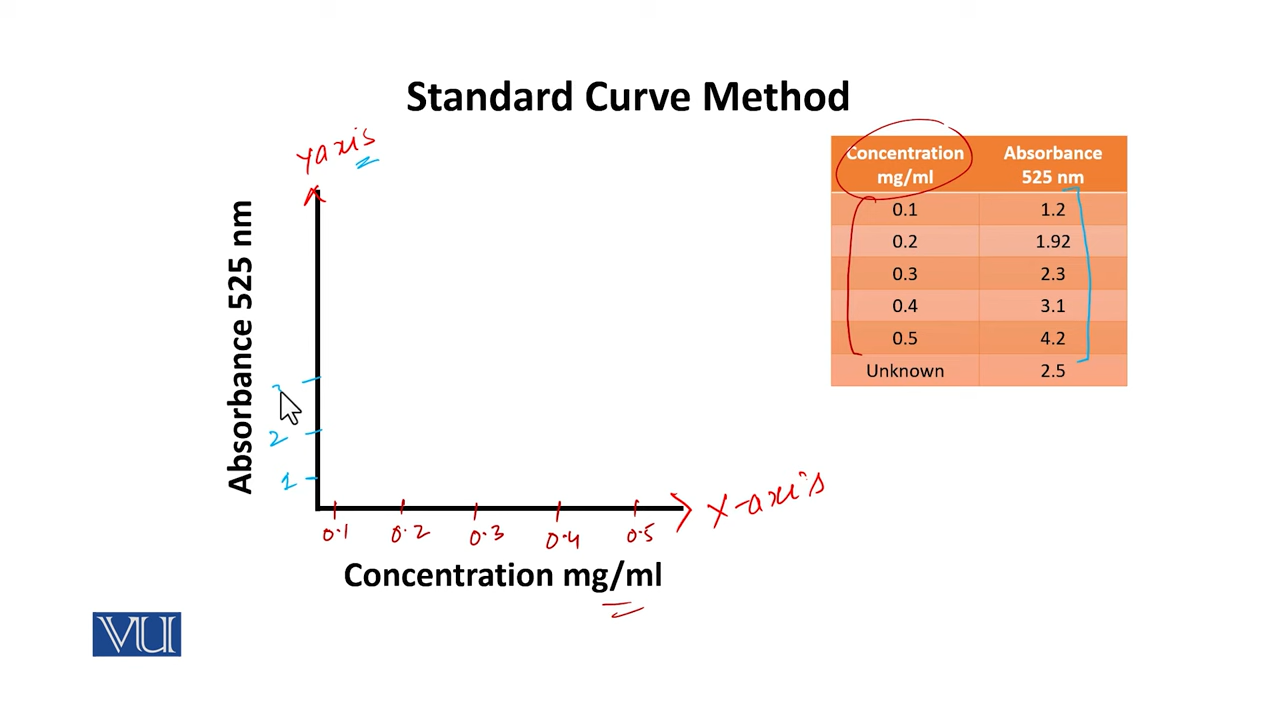 Standard Curve Method
yaxis
Absorbance 525 nm
2
1
0.1 0.2 0.3 0.4 0.5
X-axis
Concentration mg/ml
Concentration mg/ml Absorbance 525 nm
0.1 1.2
0.2 1.92
0.3 2.3
0.4 3.1
0.5 4.2
Unknown 2.5
VU